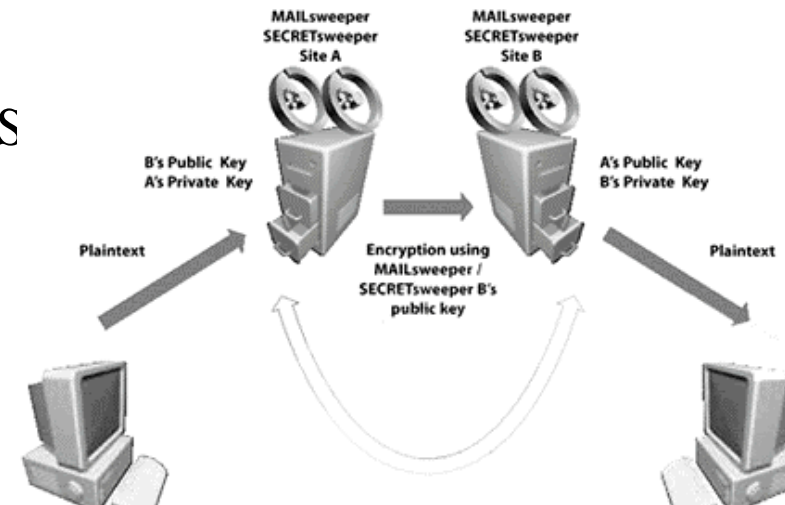 MAILsweeper
SECRETsweeper
Site A
MAILsweeper
SECRETsweeper
Site B
S
B's Public Key
A's Private Key
A's Public Key
B's Private Key
Plaintext
Encryption using
MAILsweeper /
SECRETsweeper B's
public key
Plaintext